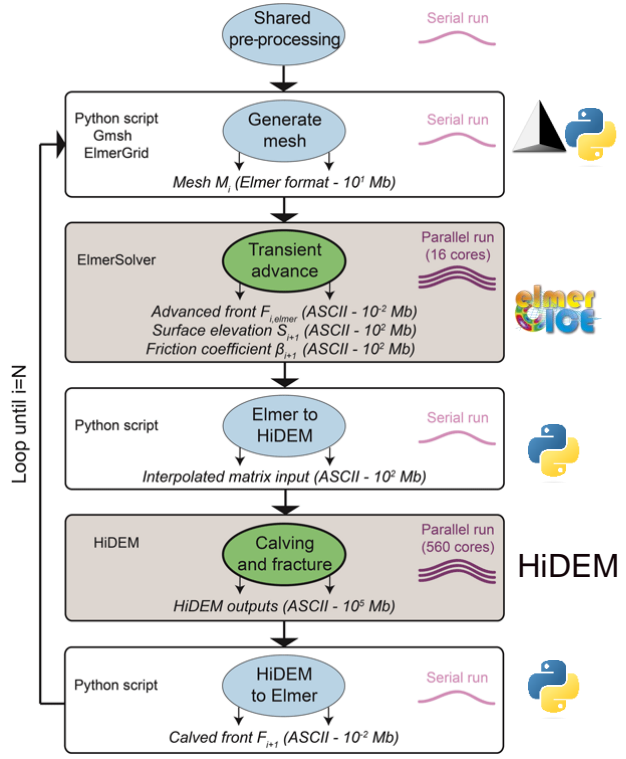 Shared
pre-processing
Serial run
Python script
Gmsh
ElmerGrid
Generate
mesh
Serial run
Mesh Mᵢ (Elmer format - 10¹ Mb)
ElmerSolver
Transient
advance
Parallel run
(16 cores)
Advanced front Fᵢ,elmer (ASCII - 10⁻² Mb)
Surface elevation Sᵢ₊₁ (ASCII - 10² Mb)
Friction coefficient βᵢ₊₁ (ASCII - 10² Mb)
elmer
ICE
Loop until i=N
Python script
Elmer to
HiDEM
Serial run
Interpolated matrix input (ASCII - 10² Mb)
HiDEM
Calving
and fracture
Parallel run
(560 cores)
HiDEM outputs (ASCII - 10⁵ Mb)
HiDEM
Python script
HiDEM
to Elmer
Serial run
Calved front Fᵢ₊₁ (ASCII - 10⁻² Mb)